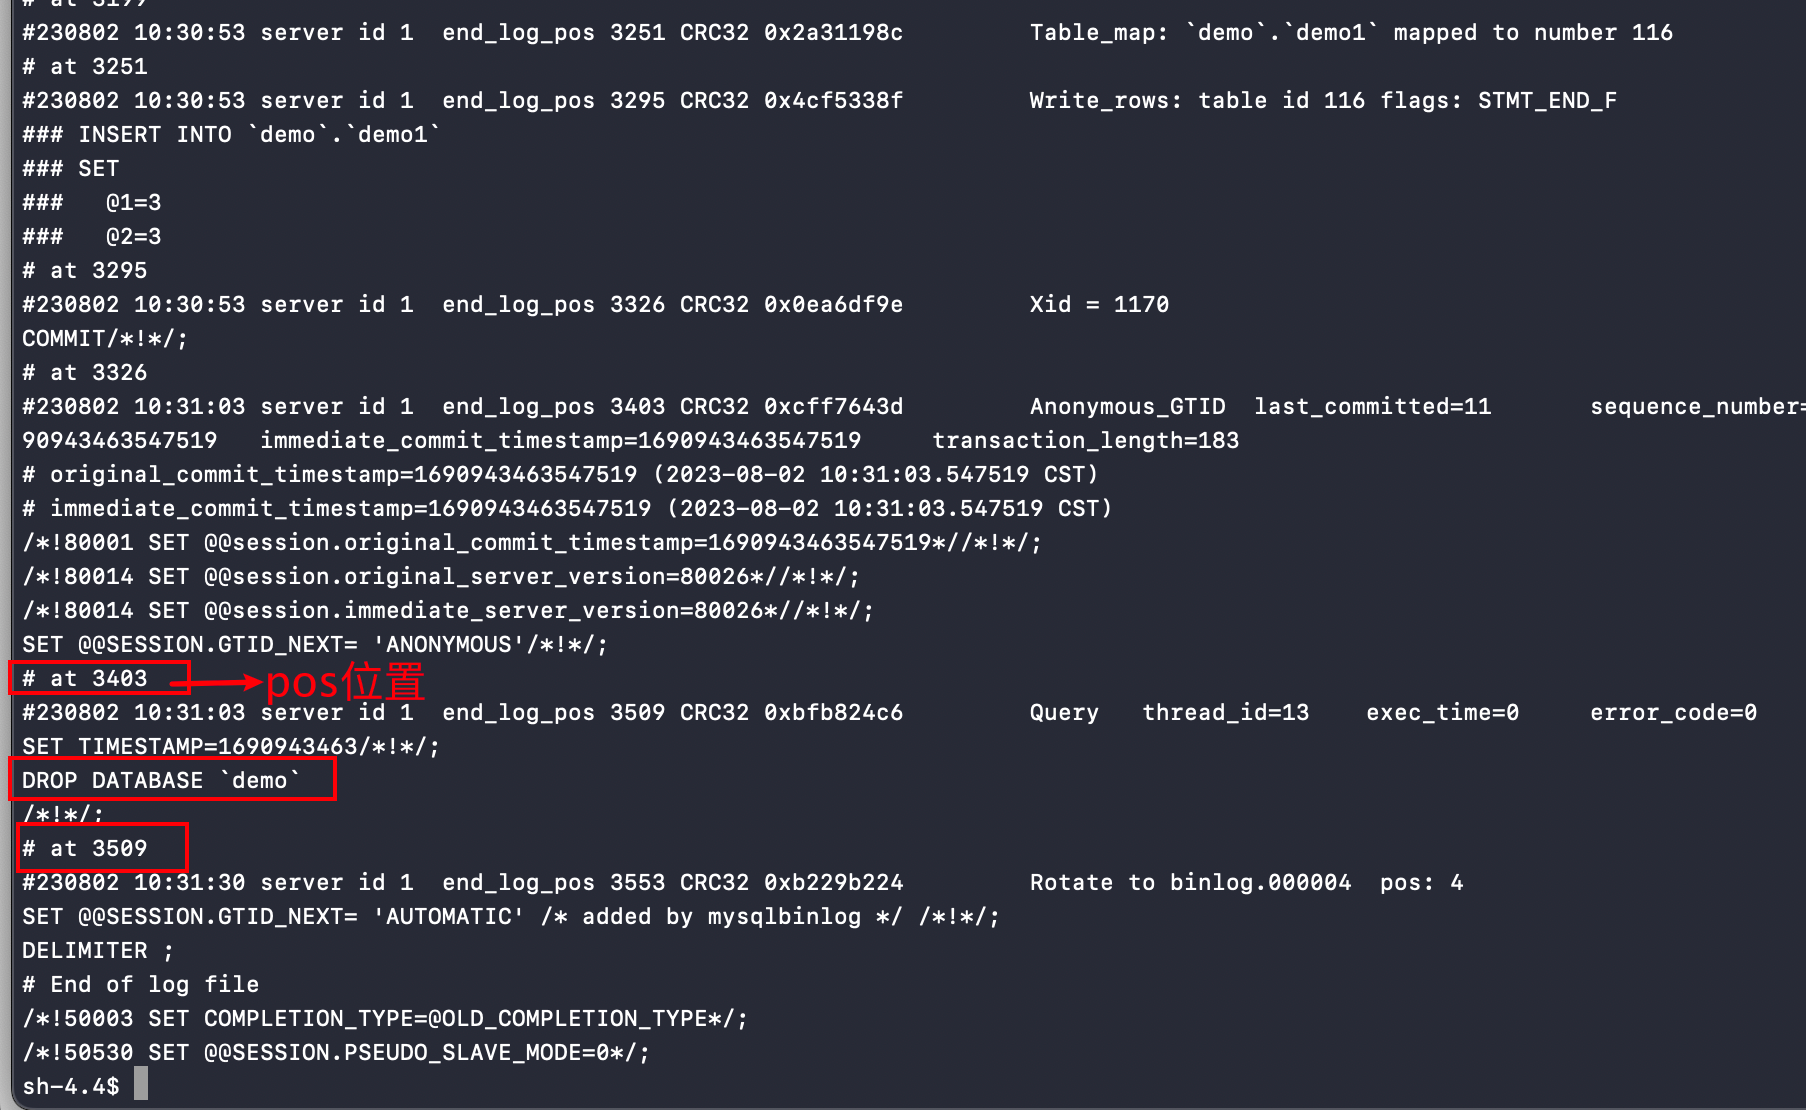 # at 3199
#230802 10:30:53 server id 1  end_log_pos 3251 CRC32 0x2a31198c         Table_map: `demo`.`demo1` mapped to number 116
# at 3251
#230802 10:30:53 server id 1  end_log_pos 3295 CRC32 0x4cf5338f         Write_rows: table id 116 flags: STMT_END_F
### INSERT INTO `demo`.`demo1`
### SET
###   @1=3
###   @2=3
# at 3295
#230802 10:30:53 server id 1  end_log_pos 3326 CRC32 0x0ea6df9e         Xid = 1170
COMMIT/*!*/;
# at 3326
#230802 10:31:03 server id 1  end_log_pos 3403 CRC32 0xcff7643d         Anonymous_GTID  last_committed=11       sequence_number=
90943463547519   immediate_commit_timestamp=1690943463547519     transaction_length=183
# original_commit_timestamp=1690943463547519 (2023-08-02 10:31:03.547519 CST)
# immediate_commit_timestamp=1690943463547519 (2023-08-02 10:31:03.547519 CST)
/*!80001 SET @@session.original_commit_timestamp=1690943463547519*//*!*/;
/*!80014 SET @@session.original_server_version=80026*//*!*/;
/*!80014 SET @@session.immediate_server_version=80026*//*!*/;
SET @@SESSION.GTID_NEXT= 'ANONYMOUS'/*!*/;
# at 3403 pos位置
#230802 10:31:03 server id 1  end_log_pos 3509 CRC32 0xbfb824c6         Query   thread_id=13    exec_time=0     error_code=0
SET TIMESTAMP=1690943463/*!*/;
DROP DATABASE `demo`
/*!*/;
# at 3509
#230802 10:31:30 server id 1  end_log_pos 3553 CRC32 0xb229b224         Rotate to binlog.000004  pos: 4
SET @@SESSION.GTID_NEXT= 'AUTOMATIC' /* added by mysqlbinlog */ /*!*/;
DELIMITER ;
# End of log file
/*!50003 SET COMPLETION_TYPE=@OLD_COMPLETION_TYPE*/;
/*!50530 SET @@SESSION.PSEUDO_SLAVE_MODE=0*/;
sh-4.4$